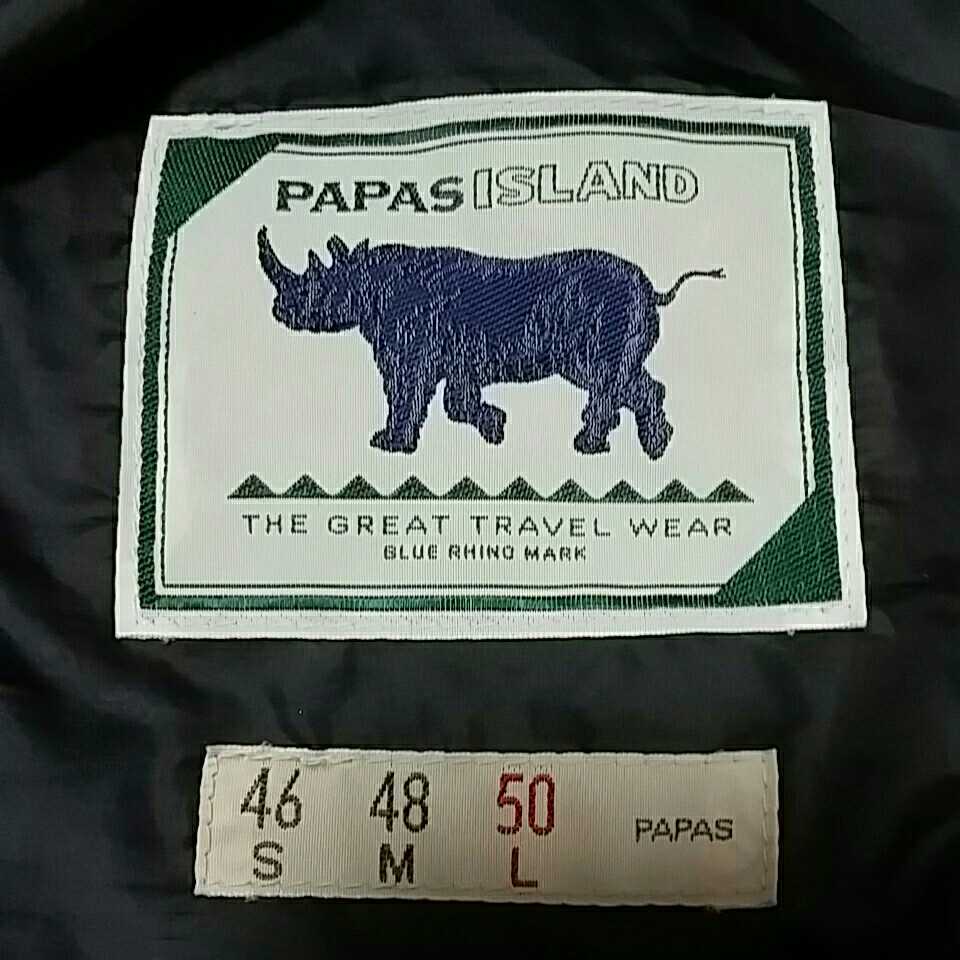 PAPAS ISLAND
THE GREAT TRAVEL WEAR
BLUE RHINO MARK
46 48 50 PAPAS
S M L